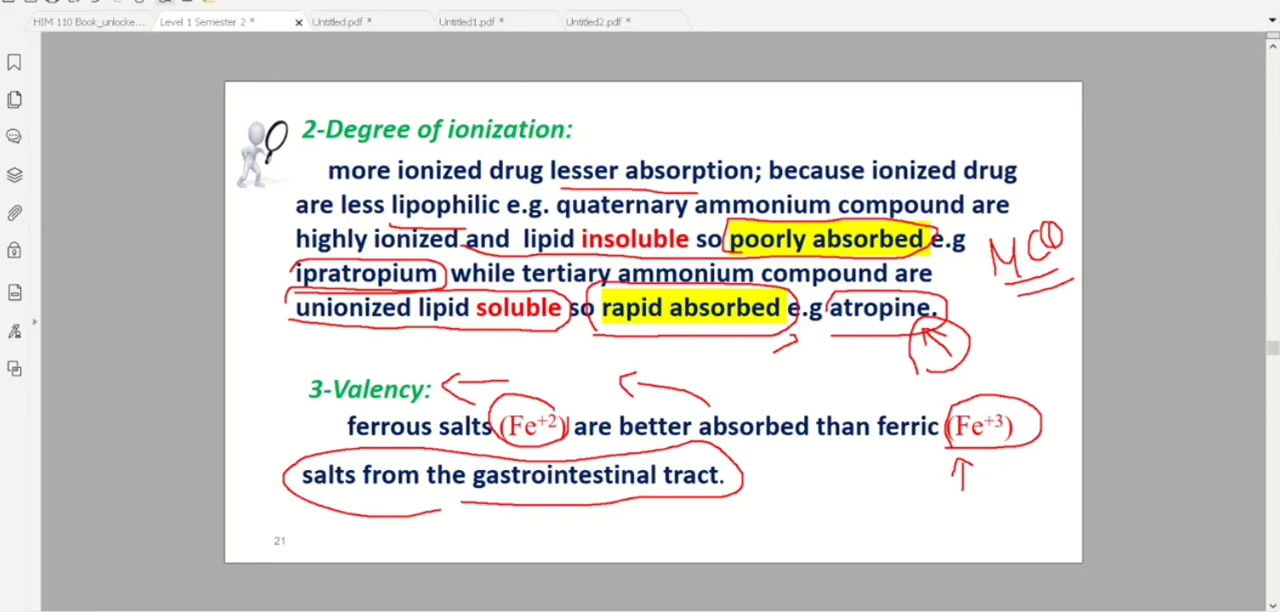 HIM 110 Book_unlocke... Level 1 Semester 2 * x Untitled.pdf * Untitled1.pdf * Untitled2.pdf *
2-Degree of ionization:
more ionized drug lesser absorption; because ionized drug
are less lipophilic e.g. quaternary ammonium compound are
highly ionized and lipid insoluble so poorly absorbed e.g
MCQ
ipratropium while tertiary ammonium compound are
unionized lipid soluble so rapid absorbed e.g atropine.
3-Valency:
ferrous salts (Fe+2) are better absorbed than ferric (Fe+3)
salts from the gastrointestinal tract.
21